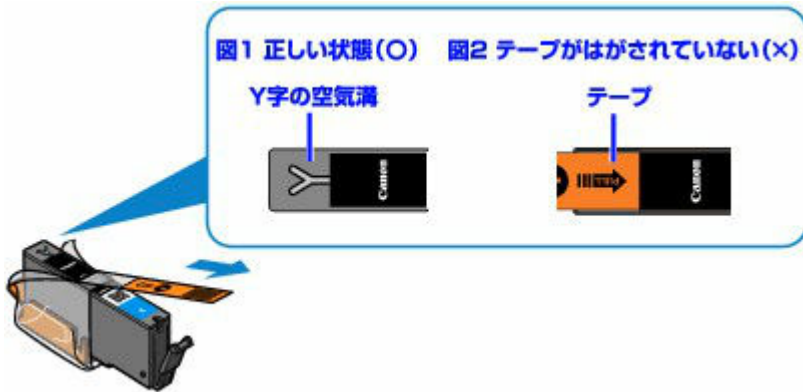 図1 正しい状態(○)
図2 テープがはがされていない(×)
Y字の空気溝
テープ
Canon
PULL
Canon